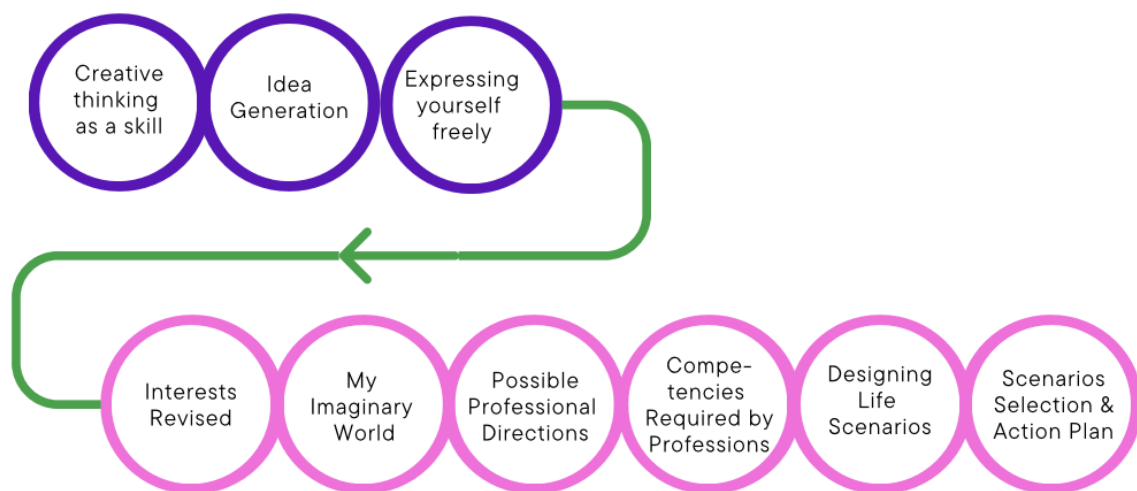 Creative
thinking
as a skill
Idea
Generation
Expressing
yourself
freely
Interests
Revised
My
Imaginary
World
Possible
Professional
Directions
Compe-
tencies
Required by
Professions
Designing
Life
Scenarios
Scenarios
Selection &
Action Plan